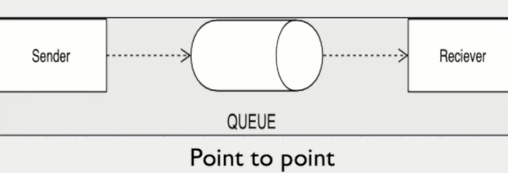 Sender
Reciever
QUEUE
Point to point